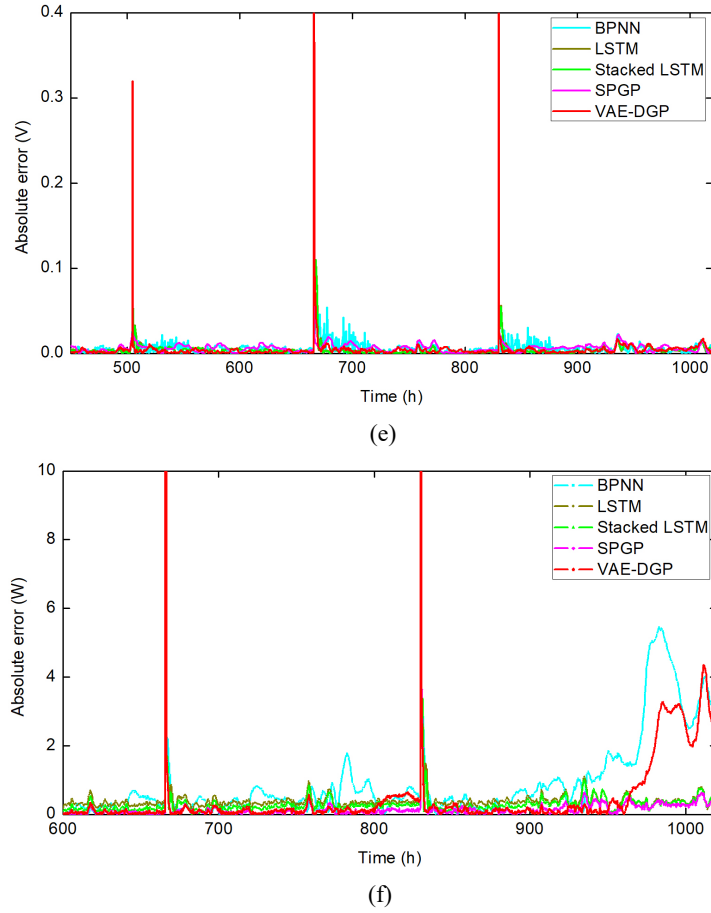 0.4
0.3
0.2
0.1
0.0
Absolute error (V)
BPNN
LSTM
Stacked LSTM
SPGP
VAE-DGP
500 600 700 800 900 1000
Time (h)
(e)
10
8
6
4
2
0
Absolute error (W)
BPNN
LSTM
Stacked LSTM
SPGP
VAE-DGP
600 700 800 900 1000
Time (h)
(f)